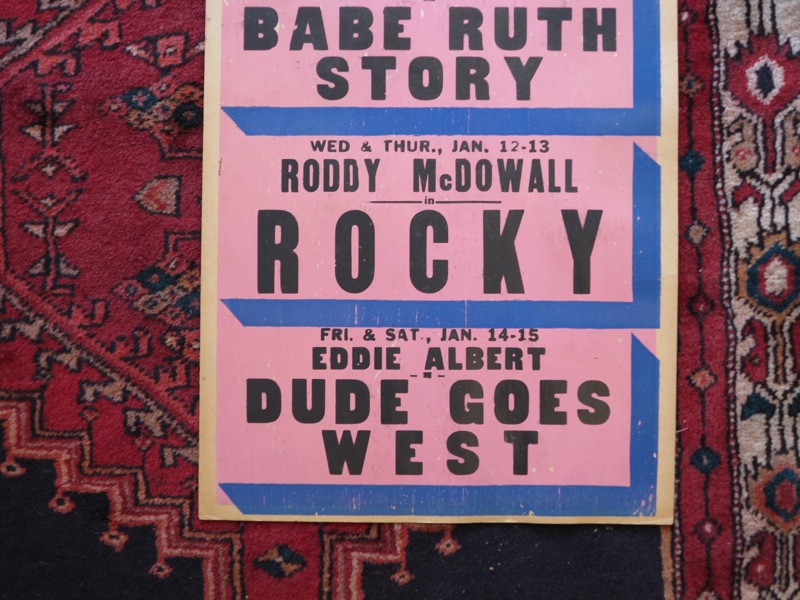 BABE RUTH
STORY
WED & THUR., JAN. 12-13
RODDY McDOWALL
in
ROCKY
FRI. & SAT., JAN. 14-15
EDDIE ALBERT
DUDE GOES
WEST